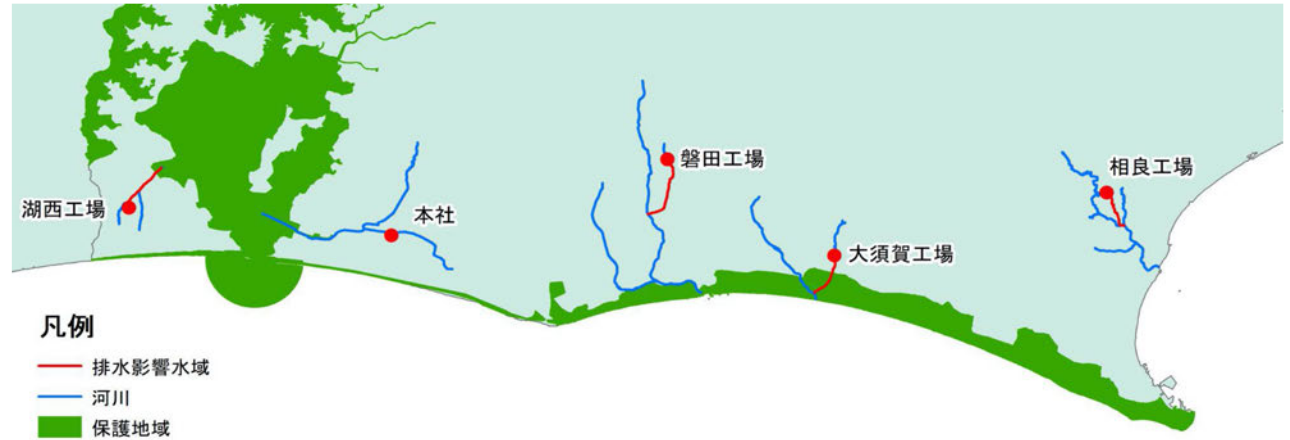 磐田工場
相良工場
湖西工場
本社
大須賀工場
凡例
排水影響水域
河川
保護地域